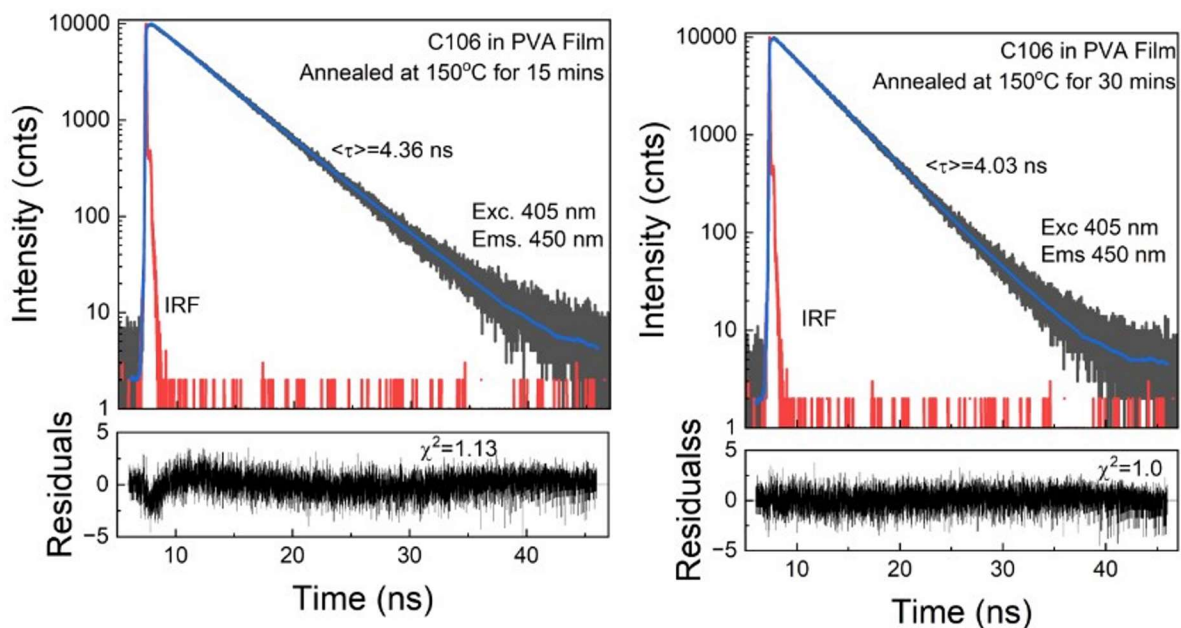 10000
1000
100
10
1
Intensity (cnts)
C106 in PVA Film
Annealed at 150°C for 15 mins
<τ>=4.36 ns
Exc. 405 nm
Ems. 450 nm
IRF
5
0
−5
Residuals
χ²=1.13
10 20 30 40
Time (ns)
10000
1000
100
10
1
Intensity (cnts)
C106 in PVA Film
Annealed at 150°C for 30 mins
<τ>=4.03 ns
Exc 405 nm
Ems 450 nm
IRF
5
0
−5
Residualss
χ²=1.0
10 20 30 40
Time (ns)